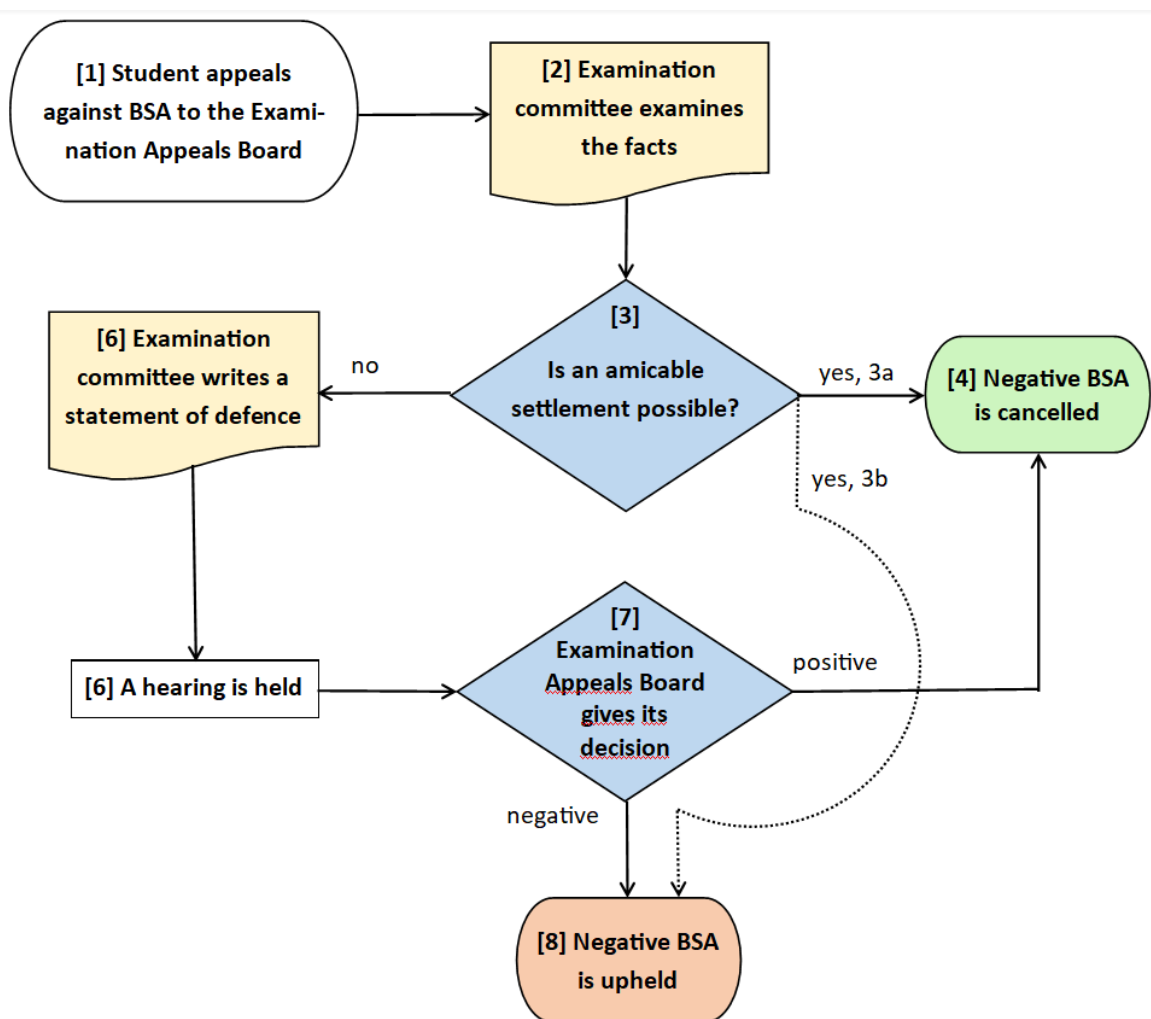 [1] Student appeals
against BSA to the Exami-
nation Appeals Board
[2] Examination
committee examines
the facts
[3]
Is an amicable
settlement possible?
no
yes, 3a
yes, 3b
[4] Negative BSA
is cancelled
[6] Examination
committee writes a
statement of defence
[6] A hearing is held
[7]
Examination
Appeals Board
gives its
decision
positive
negative
[8] Negative BSA
is upheld